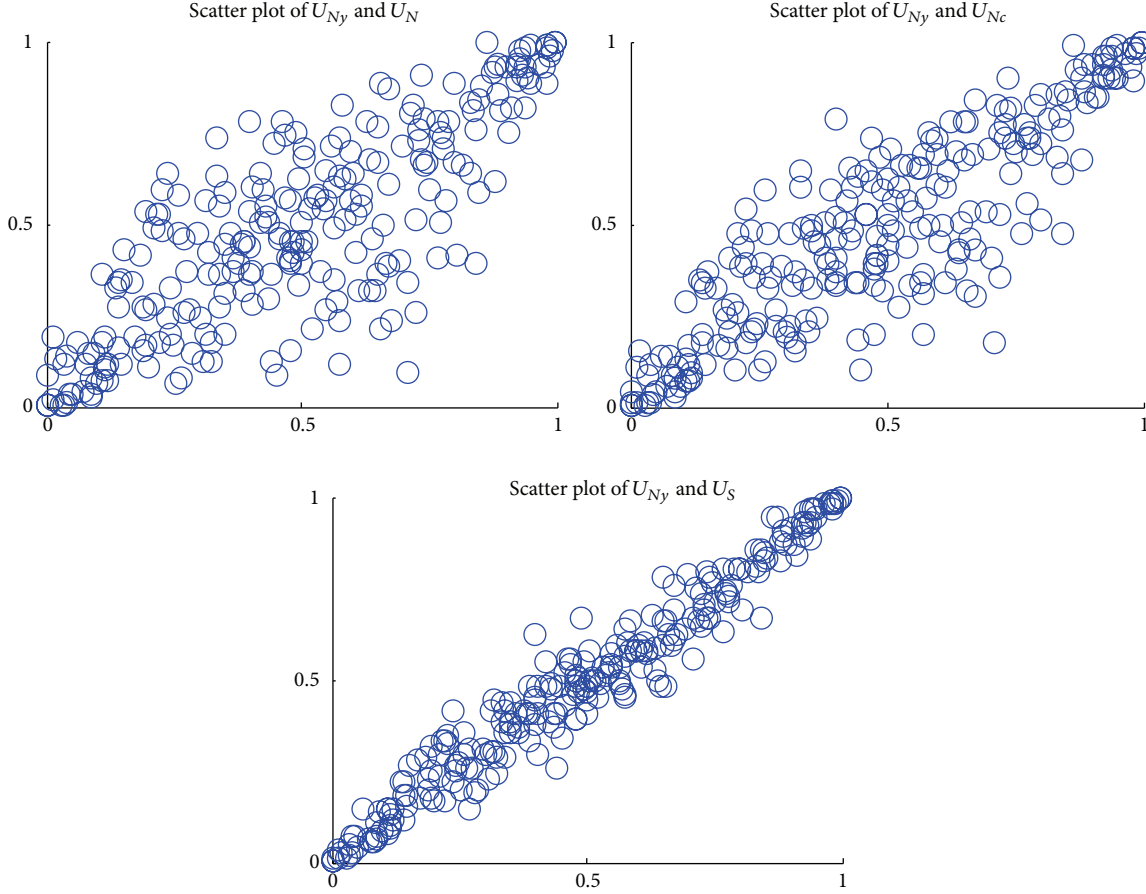 Scatter plot of U_{Ny} and U_N
1
0.5
0
0 0.5 1
Scatter plot of U_{Ny} and U_{Nc}
1
0.5
0
0 0.5 1
Scatter plot of U_{Ny} and U_S
1
0.5
0
0 0.5 1